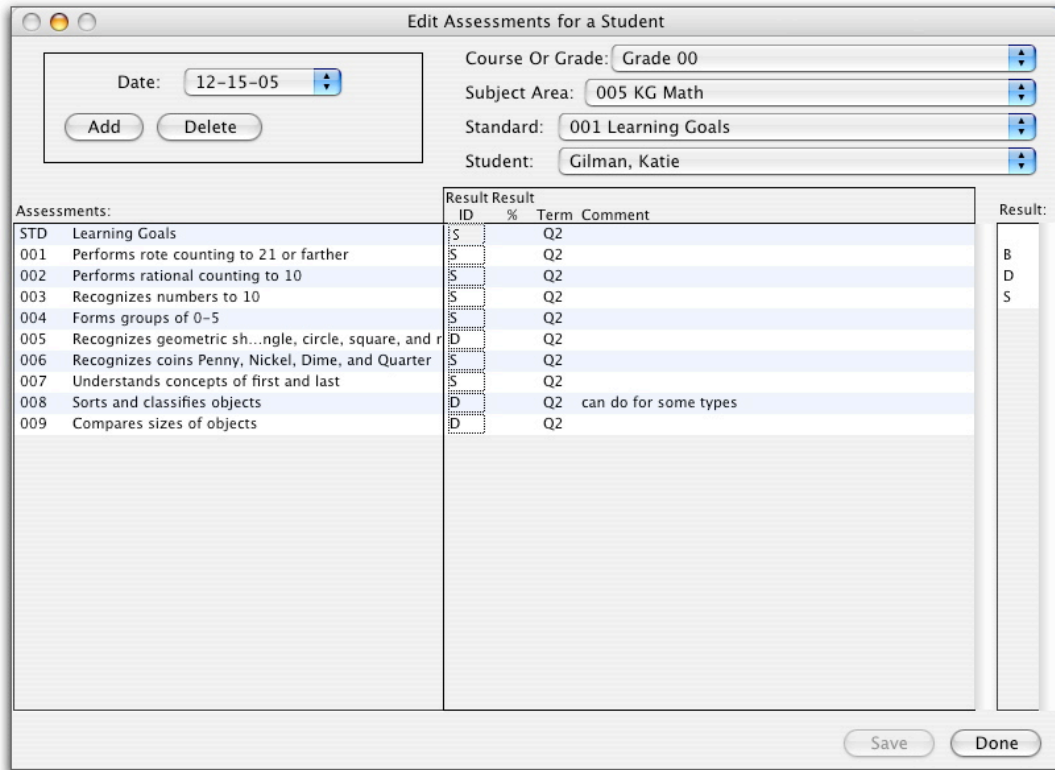 Edit Assessments for a Student
Date: 12-15-05
Add Delete
Course Or Grade: Grade 00
Subject Area: 005 KG Math
Standard: 001 Learning Goals
Student: Gilman, Katie
Assessments: Result ID Result % Term Comment Result:
STD Learning Goals S Q2
001 Performs rote counting to 21 or farther S Q2 B
002 Performs rational counting to 10 S Q2 D
003 Recognizes numbers to 10 S Q2 S
004 Forms groups of 0-5 S Q2
005 Recognizes geometric sh...ngle, circle, square, and r D Q2
006 Recognizes coins Penny, Nickel, Dime, and Quarter S Q2
007 Understands concepts of first and last S Q2
008 Sorts and classifies objects D Q2 can do for some types
009 Compares sizes of objects D Q2
Save Done